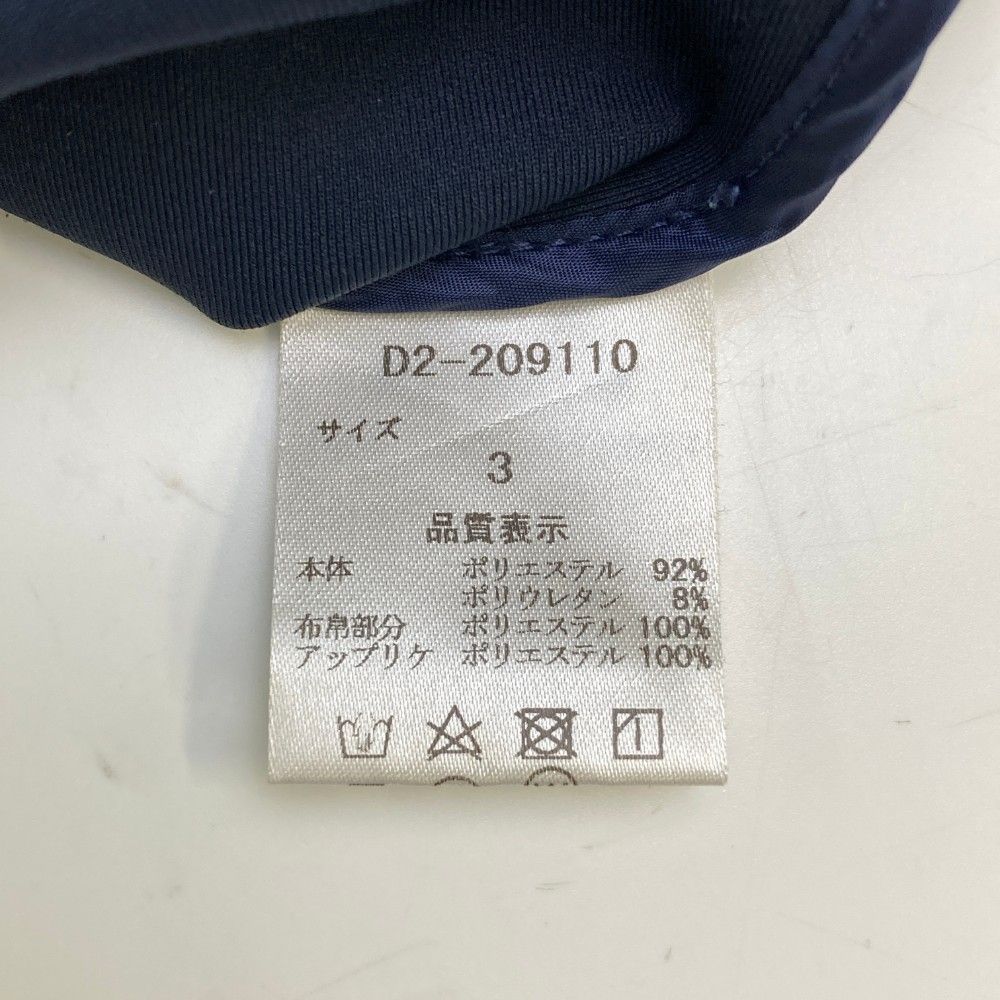 D2-209110
サイズ
3
品質表示
本体 ポリエステル 92%
ポリウレタン 8%
布帛部分 ポリエステル 100%
アップリケ ポリエステル 100%